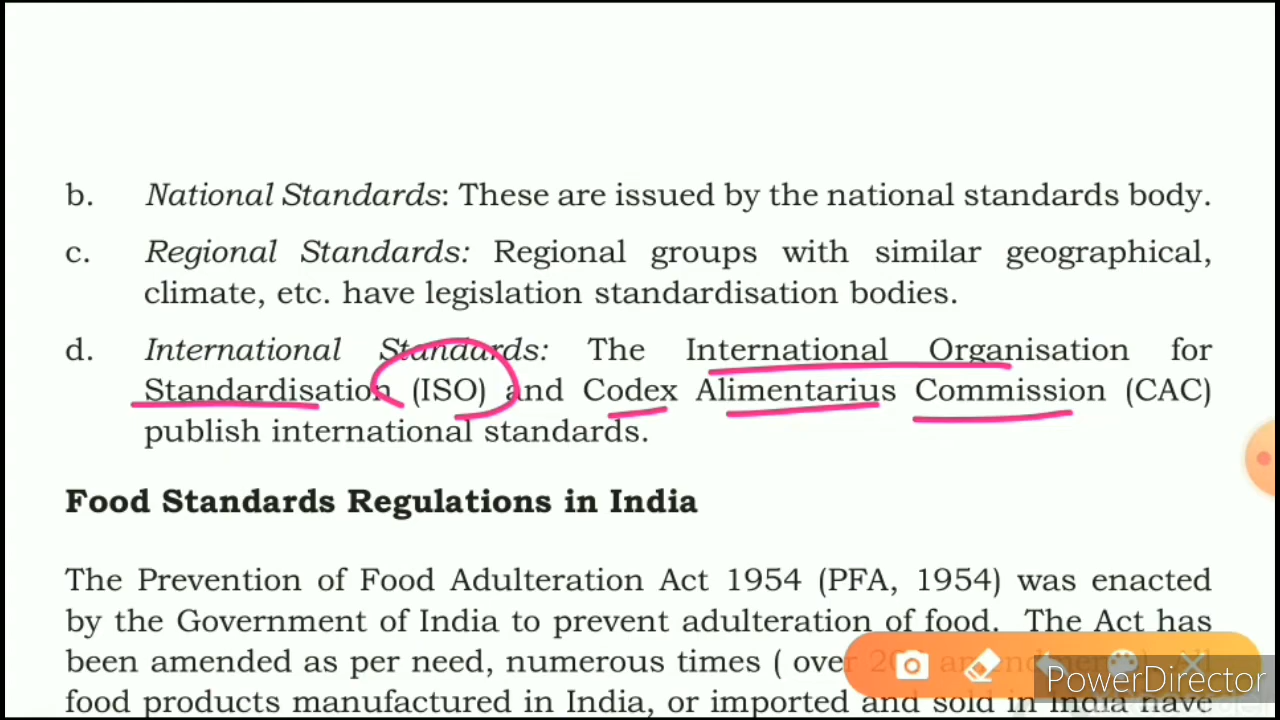 b. National Standards: These are issued by the national standards body.
c. Regional Standards: Regional groups with similar geographical,
climate, etc. have legislation standardisation bodies.
d. International Standards: The International Organisation for
Standardisation (ISO) and Codex Alimentarius Commission (CAC)
publish international standards.
Food Standards Regulations in India
The Prevention of Food Adulteration Act 1954 (PFA, 1954) was enacted
by the Government of India to prevent adulteration of food. The Act has
been amended as per need, numerous times ( over
food products manufactured in India, or imported and sold in India have
PowerDirector